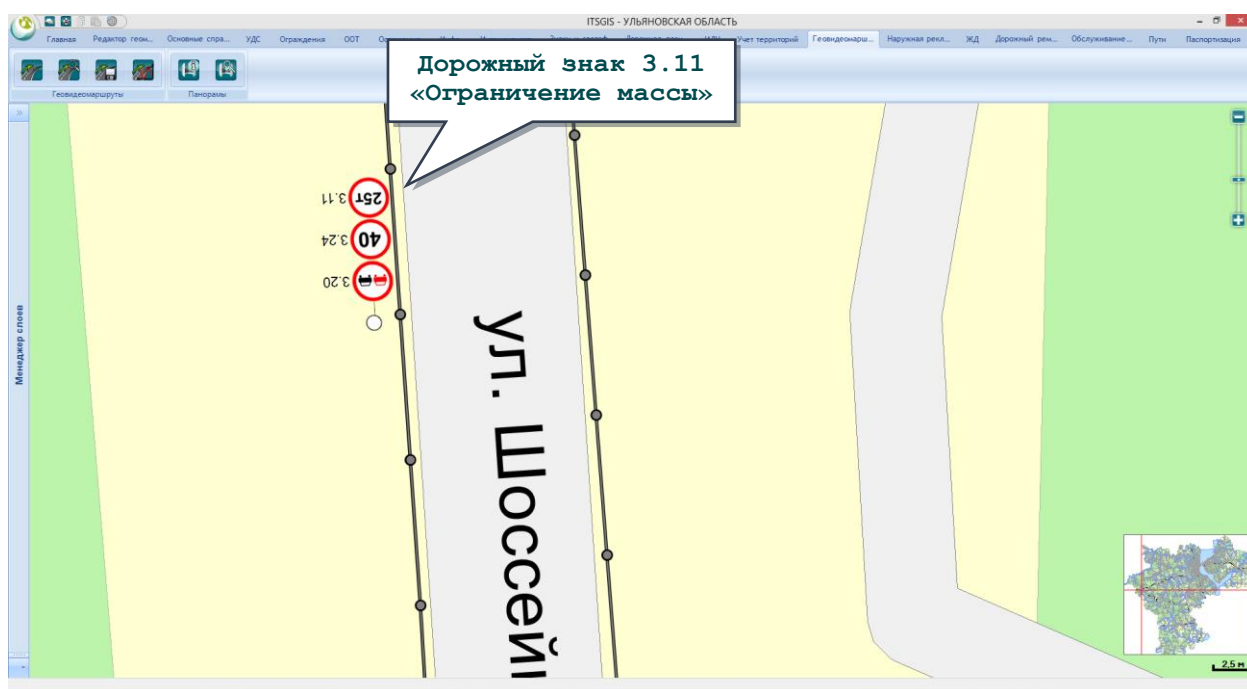 ITSGIS - УЛЬЯНОВСКАЯ ОБЛАСТЬ
Главная Редактор геом... Основные спра... УДС Ограждения ООТ Учет территорий Геовидеомарш... Наружная рекл... ЖД Дорожный рем... Обслуживание ... Пути Паспортизация
Геовидеомаршруты Панорамы
Дорожный знак 3.11
«Ограничение массы»
25т 3.11
40 3.24
3.20
ул. Шоссей
Менеджер слоев
2,5 м